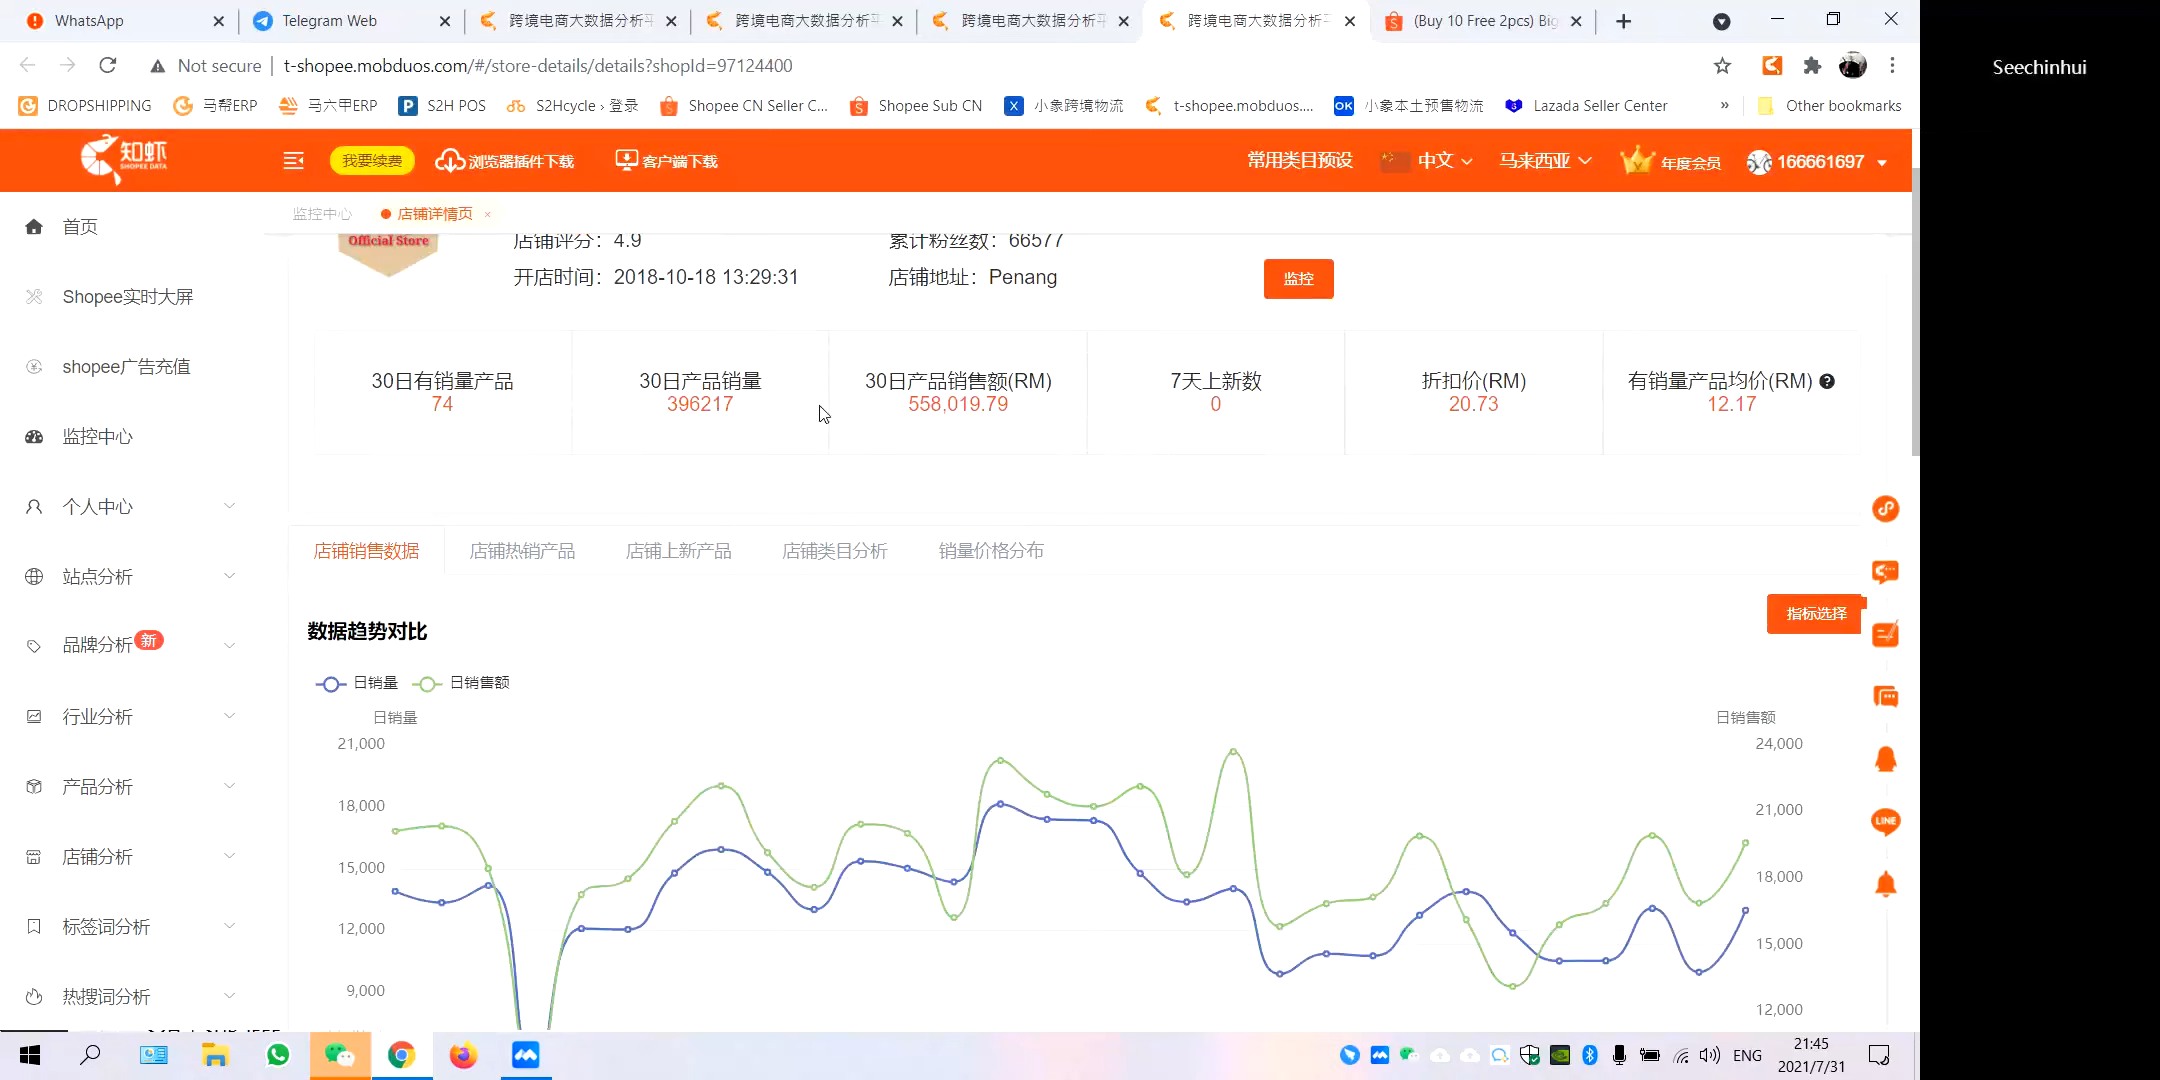 WhatsApp
Telegram Web
跨境电商大数据分析平
跨境电商大数据分析平
跨境电商大数据分析平
跨境电商大数据分析平
(Buy 10 Free 2pcs) Big
Not secure
t-shopee.mobduos.com/#/store-details/details?shopId=97124400
Seechinhui
DROPSHIPPING
马帮ERP
马六甲ERP
S2H POS
S2Hcycle › 登录
Shopee CN Seller C...
Shopee Sub CN
小象跨境物流
t-shopee.mobduos....
OK
小象本土预售物流
Lazada Seller Center
»
Other bookmarks
知虾
SHOPEE DATA
我要续费
浏览器插件下载
客户端下载
常用类目预设
中文
马来西亚
年度会员
166661697
首页
Shopee实时大屏
shopee广告充值
监控中心
个人中心
站点分析
品牌分析
新
行业分析
产品分析
店铺分析
标签词分析
热搜词分析
监控中心
店铺详情页
Official Store
店铺评分：4.9
累计粉丝数：66577
开店时间：2018-10-18 13:29:31
店铺地址：Penang
监控
30日有销量产品
74
30日产品销量
396217
30日产品销售额(RM)
558,019.79
7天上新数
0
折扣价(RM)
20.73
有销量产品均价(RM)
12.17
店铺销售数据
店铺热销产品
店铺上新产品
店铺类目分析
销量价格分布
指标选择
数据趋势对比
日销量
日销售额
日销量
日销售额
21,000
18,000
15,000
12,000
9,000
24,000
21,000
18,000
15,000
12,000
LINE
ENG
21:45
2021/7/31